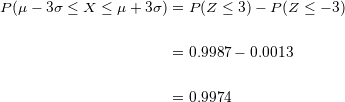 P(μ − 3σ ≤ X ≤ μ + 3σ) = P(Z ≤ 3) − P(Z ≤ −3)
= 0.9987 − 0.0013
= 0.9974